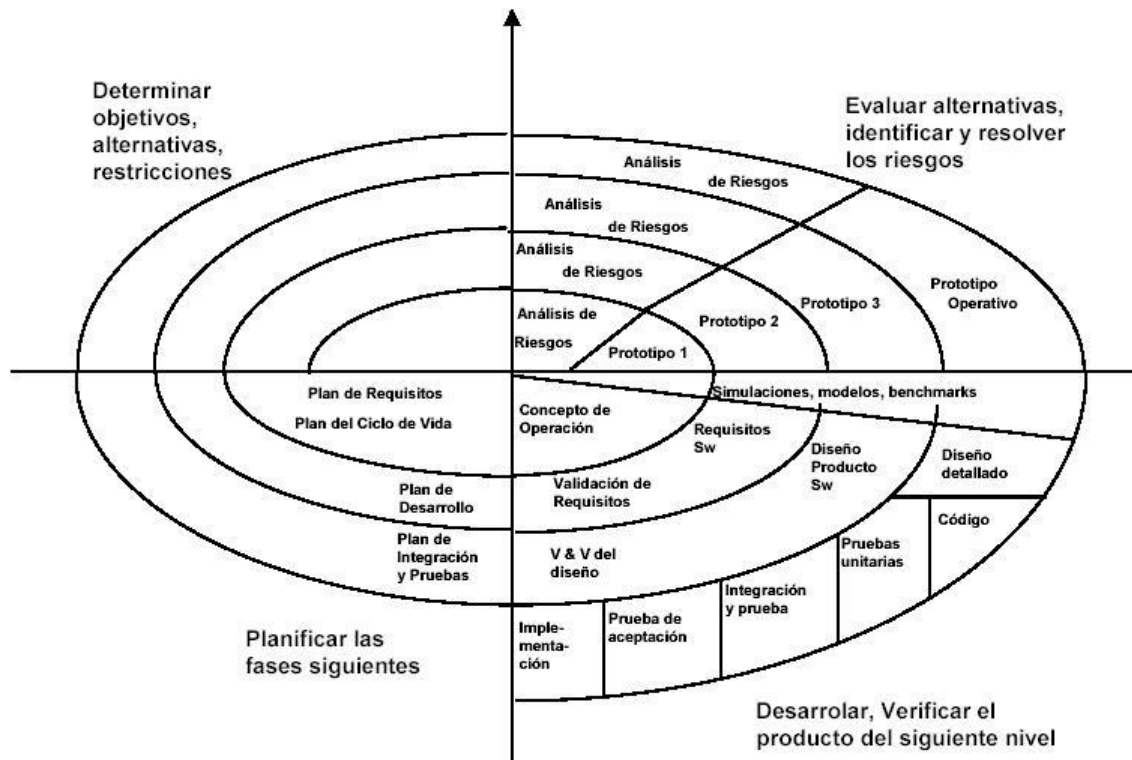 Determinar
objetivos,
alternativas,
restricciones
Evaluar alternativas,
identificar y resolver
los riesgos
Análisis
de Riesgos
Análisis
de Riesgos
Análisis
de Riesgos
Análisis de
Riesgos
Prototipo 1
Prototipo 2
Prototipo 3
Prototipo
Operativo
Simulaciones, modelos, benchmarks
Plan de Requisitos
Plan del Ciclo de Vida
Concepto de
Operación
Requisitos
Sw
Diseño
Producto
Sw
Diseño
detallado
Plan de
Desarrollo
Validación de
Requisitos
Código
Plan de
Integración
y Pruebas
V & V del
diseño
Pruebas
unitarias
Integración
y prueba
Prueba de
aceptación
Imple-
menta-
ción
Planificar las
fases siguientes
Desarrolar, Verificar el
producto del siguiente nivel